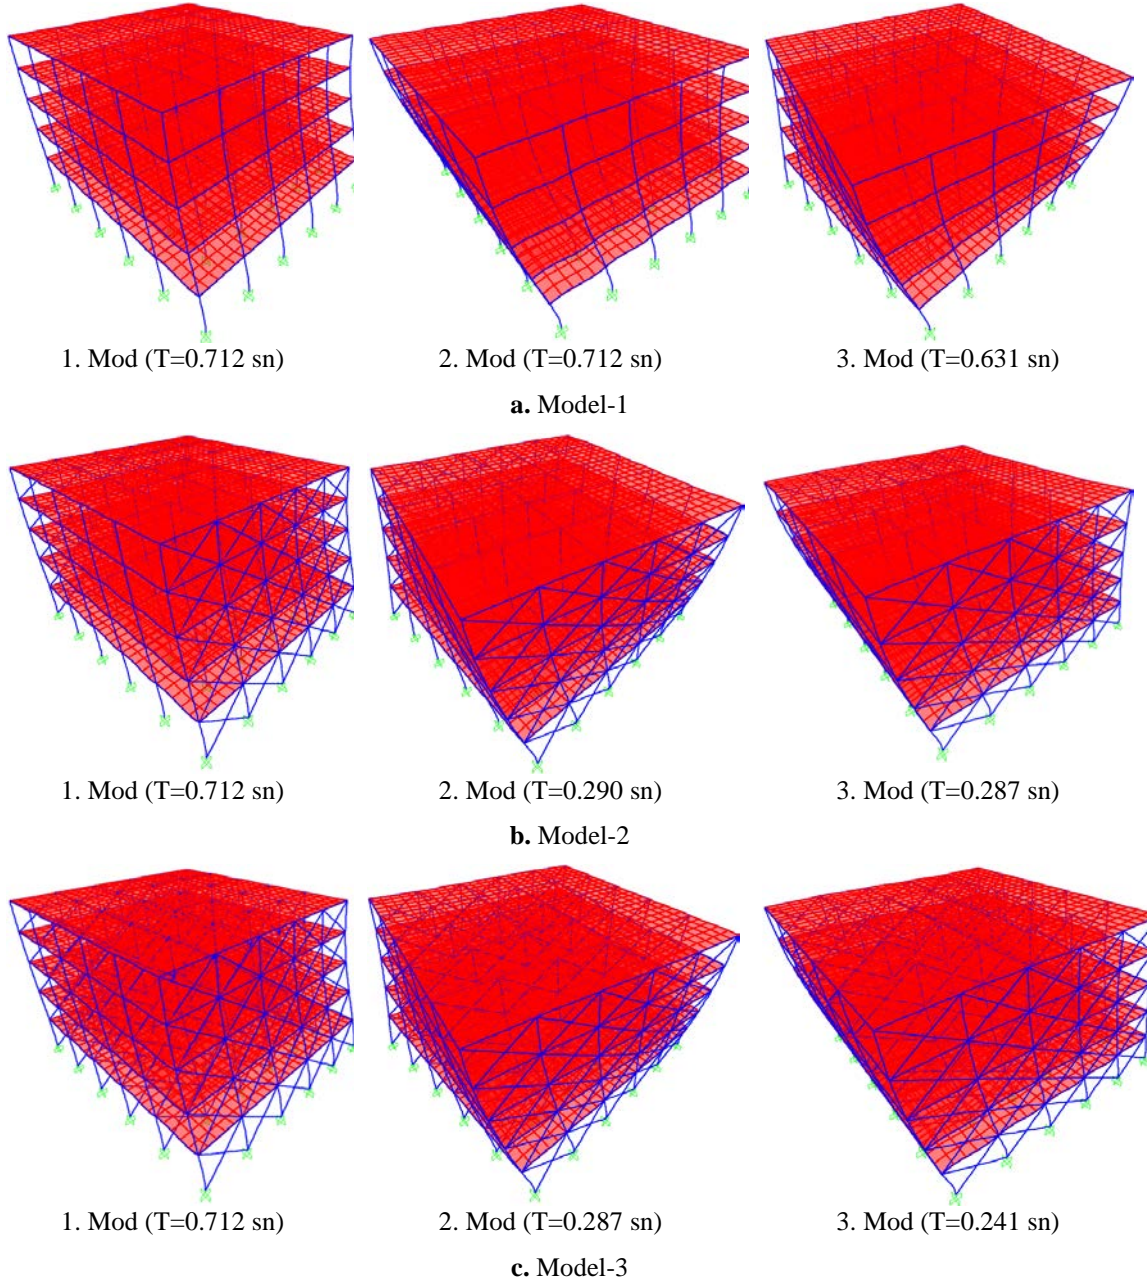 1. Mod (T=0.712 sn) 2. Mod (T=0.712 sn) 3. Mod (T=0.631 sn)
a. Model-1
1. Mod (T=0.712 sn) 2. Mod (T=0.290 sn) 3. Mod (T=0.287 sn)
b. Model-2
1. Mod (T=0.712 sn) 2. Mod (T=0.287 sn) 3. Mod (T=0.241 sn)
c. Model-3